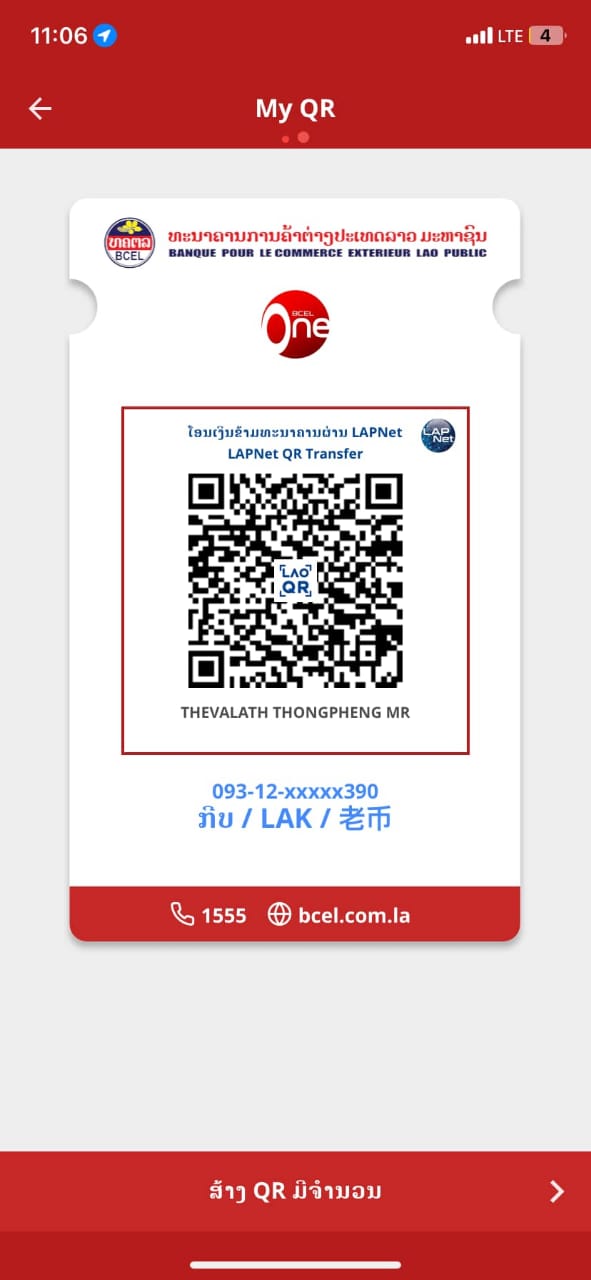 11:06
LTE 4
My QR
ທຄຕລ
BCEL
ທະນາຄານການຄ້າຕ່າງປະເທດລາວ ມະຫາຊົນ
BANQUE POUR LE COMMERCE EXTERIEUR LAO PUBLIC
BCEL
One
ໂອນເງິນຂ້າມທະນາຄານຜ່ານ LAPNet
LAPNet QR Transfer
LAP
Net
LAO
QR
THEVALATH THONGPHENG MR
093-12-xxxxx390
ກີບ / LAK / 老币
1555 bcel.com.la
ສ້າງ QR ມີຈຳນວນ